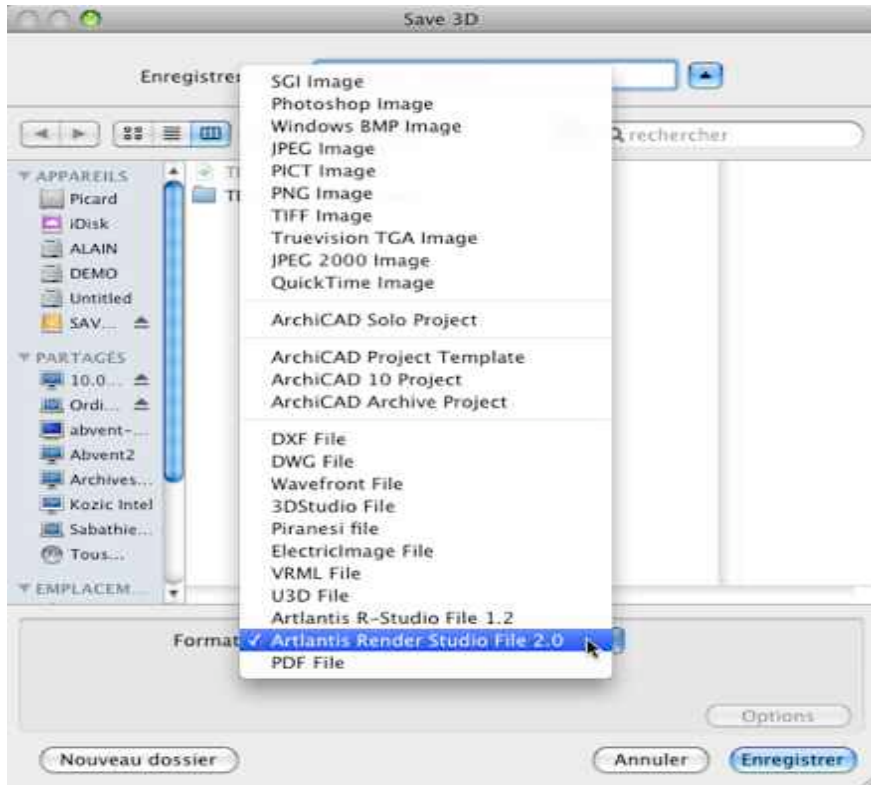 Save 3D
Enregistrer
rechercher
APPAREILS
Picard
iDisk
ALAIN
DEMO
Untitled
SAV...
PARTAGÉS
10.0...
Ordi...
abvent-...
Abvent2
Archives...
Kozic Intel
Sabathie...
Tous...
EMPLACEM...
SGI Image
Photoshop Image
Windows BMP Image
JPEG Image
PICT Image
PNG Image
TIFF Image
Truevision TGA Image
JPEG 2000 Image
QuickTime Image
ArchiCAD Solo Project
ArchiCAD Project Template
ArchiCAD 10 Project
ArchiCAD Archive Project
DXF File
DWG File
Wavefront File
3DStudio File
Piranesi file
ElectricImage File
VRML File
U3D File
Artlantis R-Studio File 1.2
Format ✓ Artlantis Render Studio File 2.0
PDF File
Options
Nouveau dossier
Annuler
Enregistrer